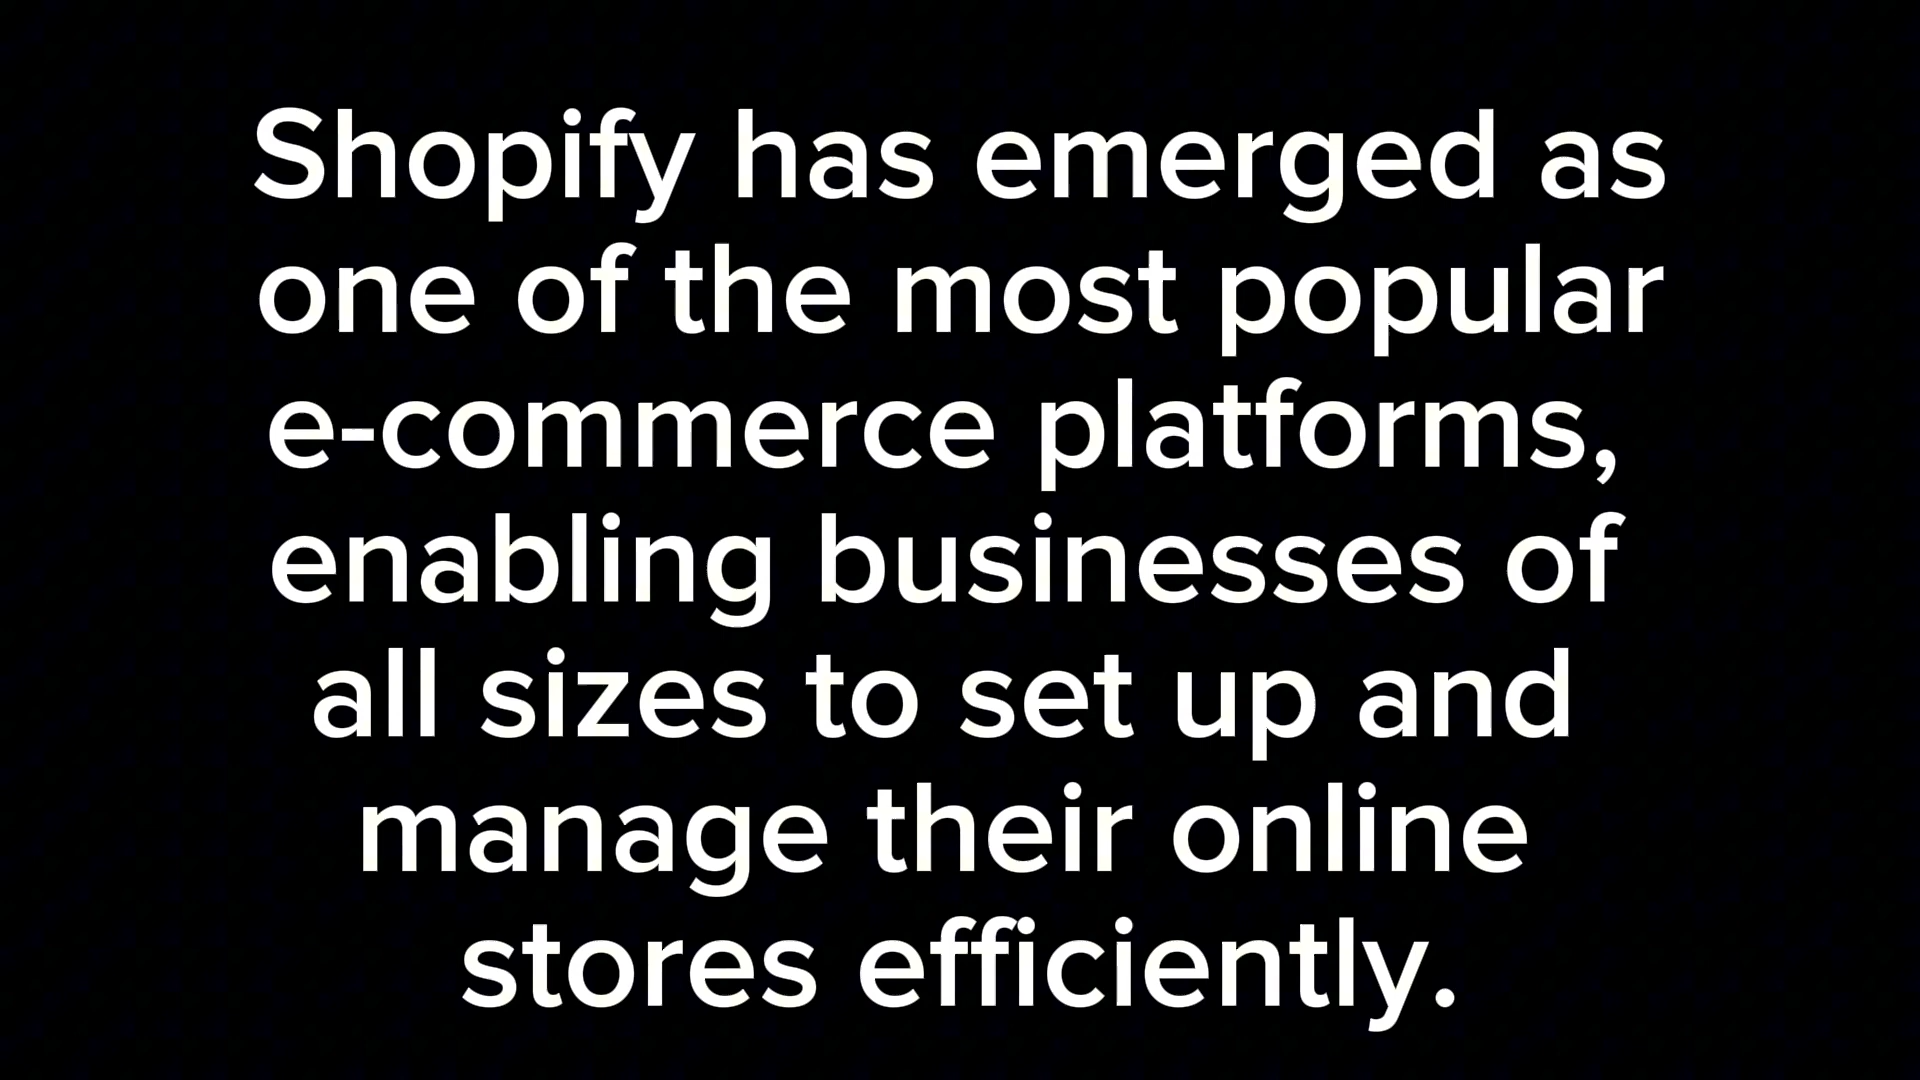 Shopify has emerged as
one of the most popular
e-commerce platforms,
enabling businesses of
all sizes to set up and
manage their online
stores efficiently.